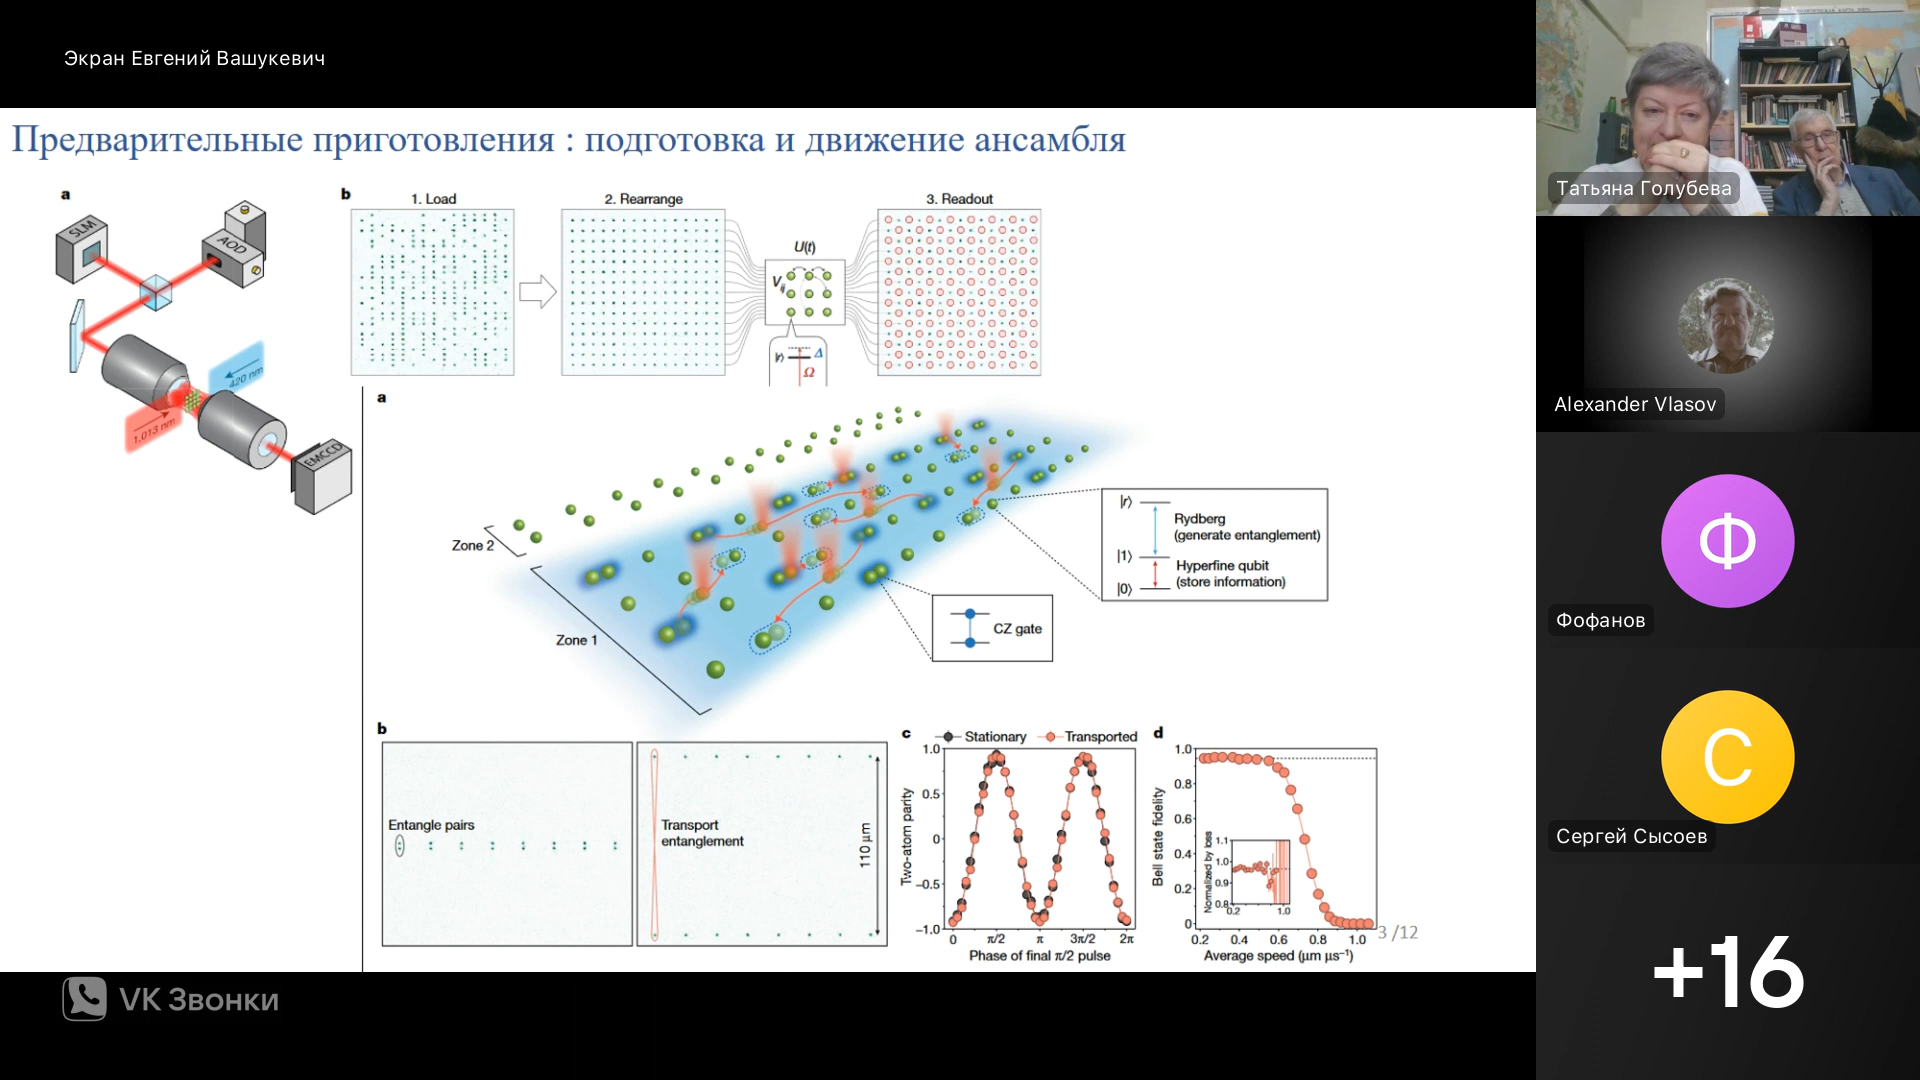 Экран Евгений Вашукевич
Предварительные приготовления : подготовка и движение ансамбля
a
SLM
AOD
420 nm
1,013 nm
EMCCD
b
1. Load
2. Rearrange
3. Readout
U(t)
Vij
|r⟩
Δ
Ω
a
Zone 2
Zone 1
|r⟩
Rydberg
(generate entanglement)
|1⟩
Hyperfine qubit
(store information)
|0⟩
CZ gate
b
Entangle pairs
Transport
entanglement
110 μm
c
Stationary
Transported
Two-atom parity
1.0
0.5
0
−0.5
−1.0
0
π/2
π
3π/2
2π
Phase of final π/2 pulse
d
Bell state fidelity
1.0
0.8
0.6
0.4
0.2
0
Normalized by loss
1.1
1.0
0.9
0.8
0.2
1.0
0.2
0.4
0.6
0.8
1.0
Average speed (μm μs⁻¹)
3 /12
VK Звонки
Татьяна Голубева
Alexander Vlasov
Ф
Фофанов
С
Сергей Сысоев
+16